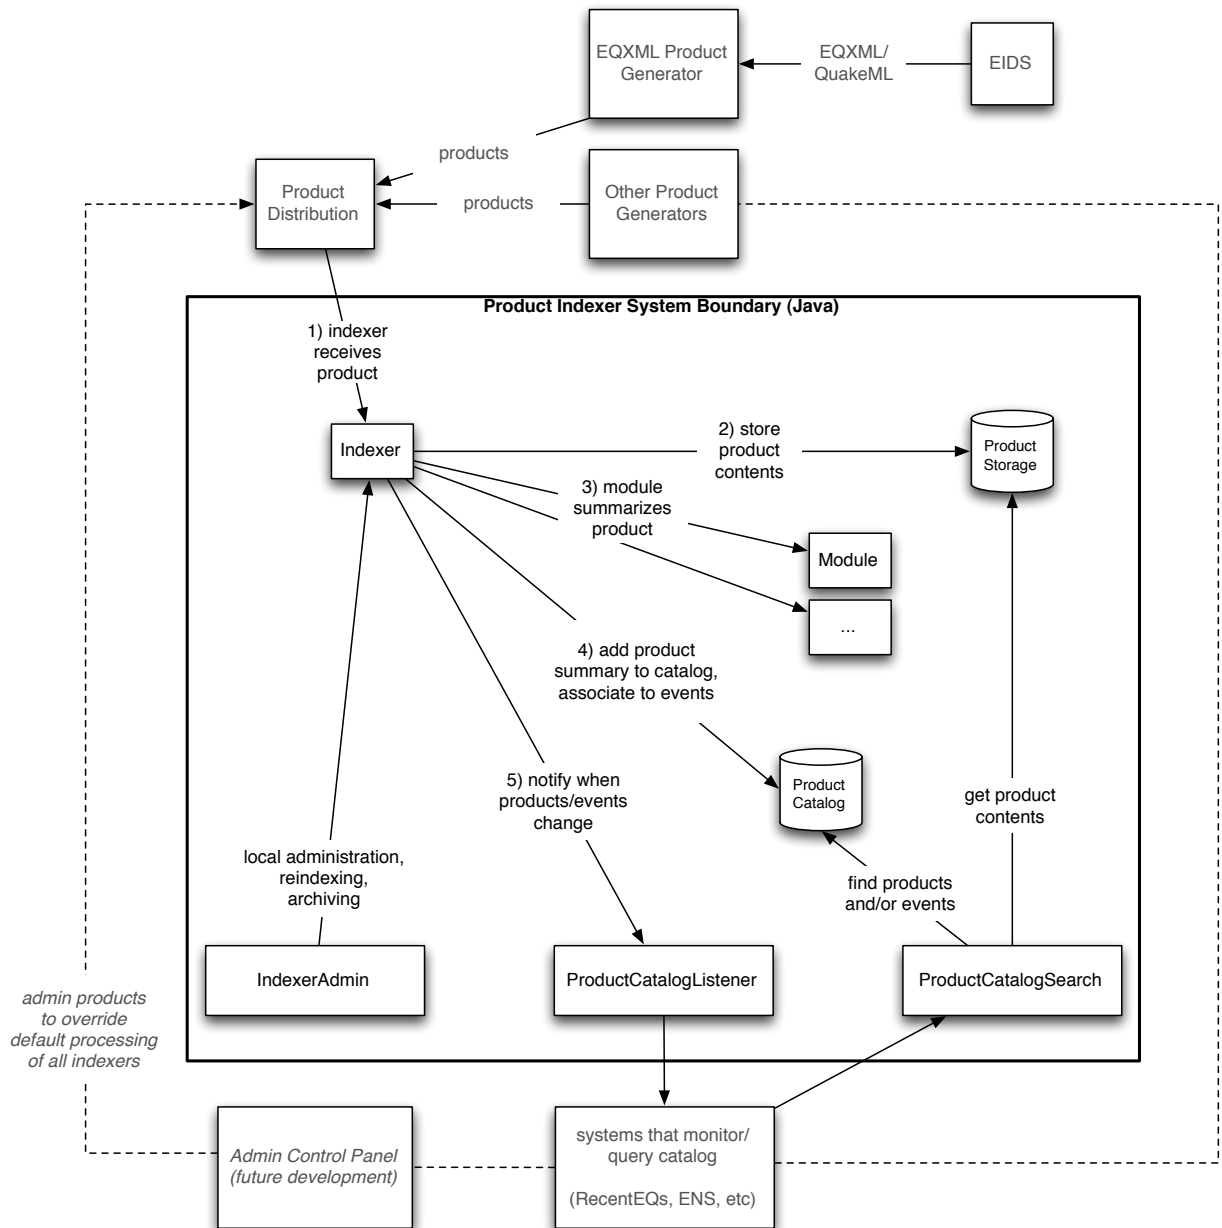 EQXML Product
Generator
EQXML/
QuakeML
EIDS
products
Product
Distribution
products
Other Product
Generators
Product Indexer System Boundary (Java)
1) indexer
receives
product
Indexer
2) store
product
contents
Product
Storage
3) module
summarizes
product
Module
...
4) add product
summary to catalog,
associate to events
5) notify when
products/events
change
Product
Catalog
get product
contents
local administration,
reindexing,
archiving
find products
and/or events
IndexerAdmin
ProductCatalogListener
ProductCatalogSearch
admin products
to override
default processing
of all indexers
Admin Control Panel
(future development)
systems that monitor/
query catalog
(RecentEQs, ENS, etc)